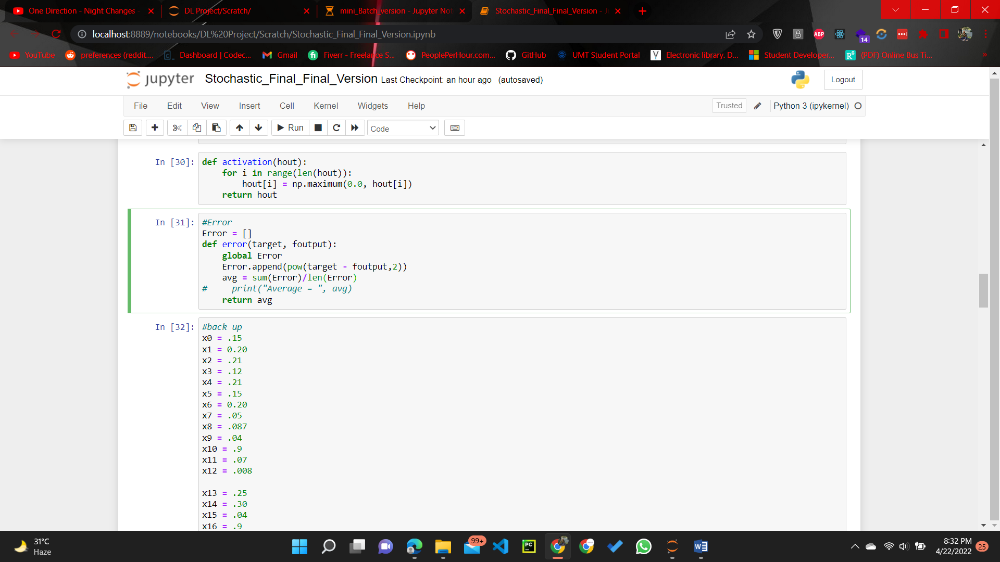 One Direction - Night Changes -
DL Project/Scratch/
mini_Batch_version - Jupyter Not
Stochastic_Final_Final_Version - J
localhost:8889/notebooks/DL%20Project/Scratch/Stochastic_Final_Final_Version.ipynb
ABP
14
YouTube
preferences (reddit....
Dashboard | Codec...
Gmail
Fiverr - Freelance S...
PeoplePerHour.com...
GitHub
UMT Student Portal
Electronic library. D...
Student Developer...
(PDF) Online Bus Ti...
»
jupyter Stochastic_Final_Final_Version Last Checkpoint: an hour ago (autosaved)
Logout
File Edit View Insert Cell Kernel Widgets Help
Trusted
Python 3 (ipykernel)
Run
Code
In [30]:
def activation(hout):
    for i in range(len(hout)):
        hout[i] = np.maximum(0.0, hout[i])
    return hout
In [31]:
#Error
Error = []
def error(target, foutput):
    global Error
    Error.append(pow(target - foutput,2))
    avg = sum(Error)/len(Error)
#     print("Average = ", avg)
    return avg
In [32]:
#back up
x0 = .15
x1 = 0.20
x2 = .21
x3 = .12
x4 = .21
x5 = .15
x6 = 0.20
x7 = .05
x8 = .087
x9 = .04
x10 = .9
x11 = .07
x12 = .008
x13 = .25
x14 = .30
x15 = .04
x16 = .9
31°C
Haze
99+
PC
8:32 PM
4/22/2022
25